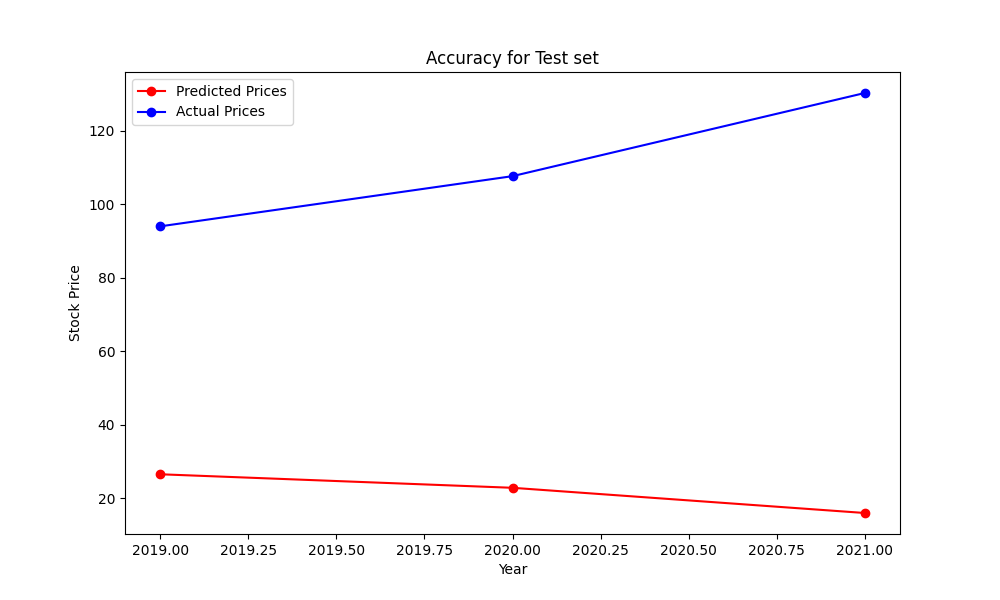 Accuracy for Test set
Predicted Prices
Actual Prices
120
100
80
60
40
20
Stock Price
2019.00 2019.25 2019.50 2019.75 2020.00 2020.25 2020.50 2020.75 2021.00
Year